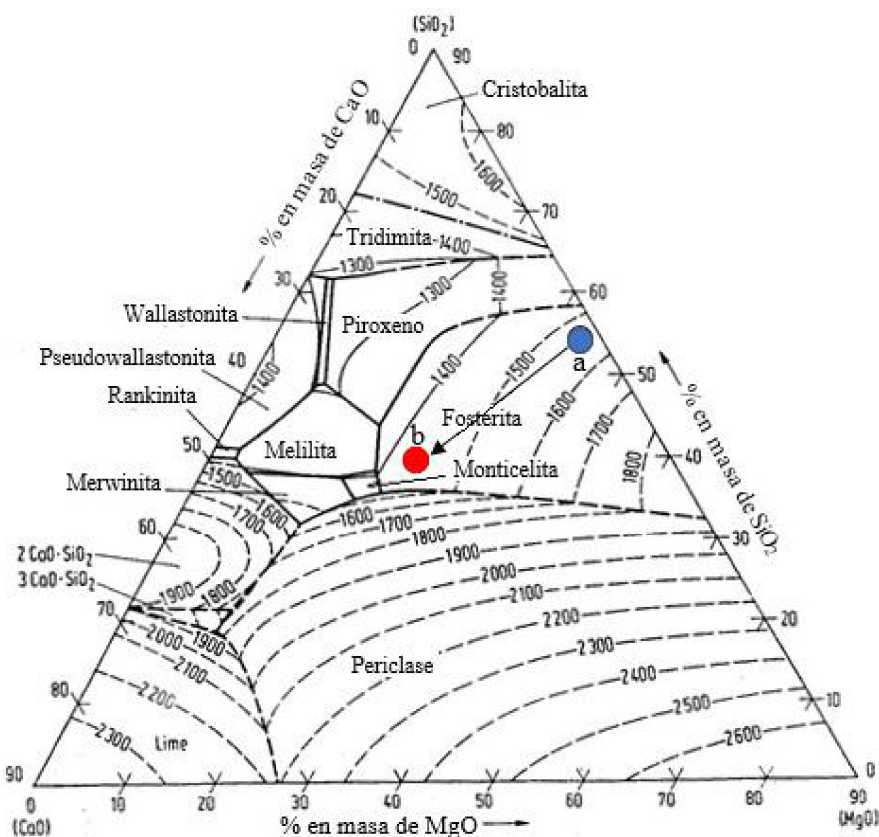 (SiO₂)
0 90
Cristobalita
% en masa de CaO
10 80
1600
1500
20 70
Tridimita 1400
1300
30 60
1300
1400
Wallastonita
Piroxeno
a
Pseudowallastonita
40 50
1400
1400
1500
1600
1700
1800
% en masa de SiO₂
Rankinita
Fosterita
b
Melilita
50 40
Monticelita
Merwinita
1500
1600
1700
1600
1700
1800
60 30
1900
2 CaO·SiO₂
3 CaO·SiO₂
1900
1800
2000
2100
70 20
1900
2000
2100
2200
2300
Periclase
2200
2400
80 10
2300
Lime
2500
2600
90 0
0 10 20 30 40 50 60 70 80 90
(CaO) % en masa de MgO (MgO)